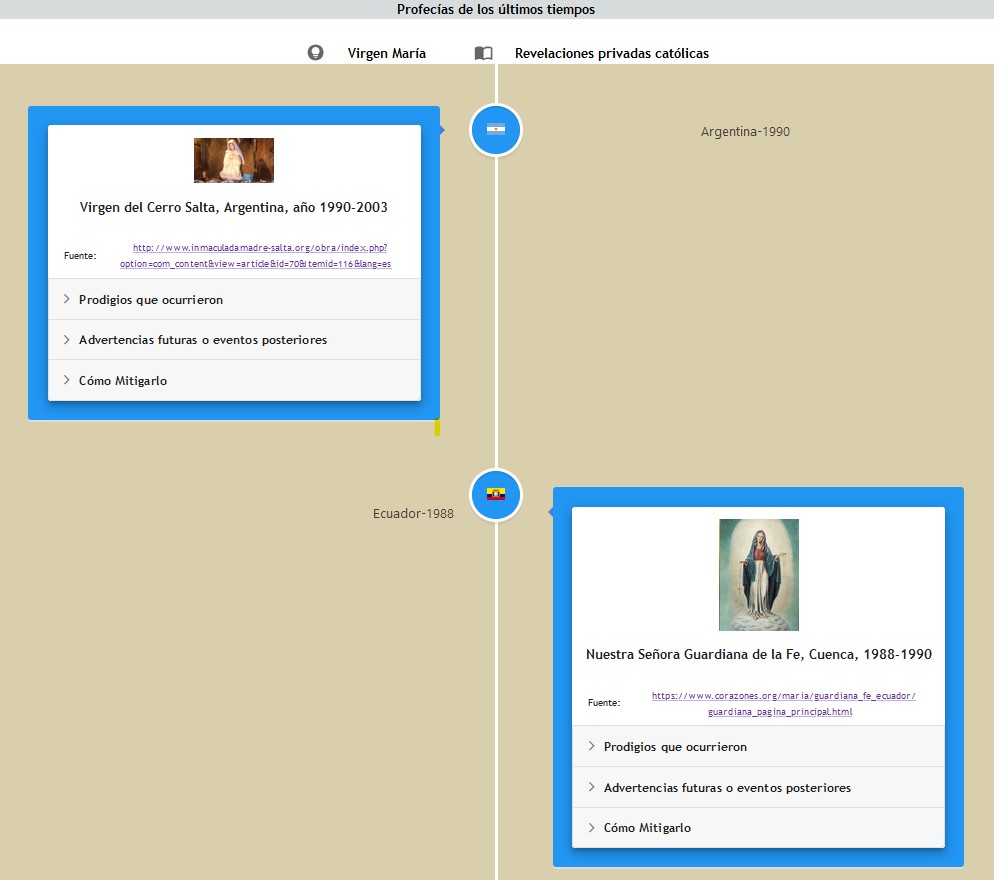 Profecías de los últimos tiempos
Virgen María
Revelaciones privadas católicas
Argentina-1990
Virgen del Cerro Salta, Argentina, año 1990-2003
Fuente:
http://www.inmaculadamadre-salta.org/obra/index.php?
option=com_content&view=article&id=70&Itemid=116&lang=es
Prodigios que ocurrieron
Advertencias futuras o eventos posteriores
Cómo Mitigarlo
Ecuador-1988
Nuestra Señora Guardiana de la Fe, Cuenca, 1988-1990
Fuente:
https://www.corazones.org/maria/guardiana_fe_ecuador/
guardiana_pagina_principal.html
Prodigios que ocurrieron
Advertencias futuras o eventos posteriores
Cómo Mitigarlo